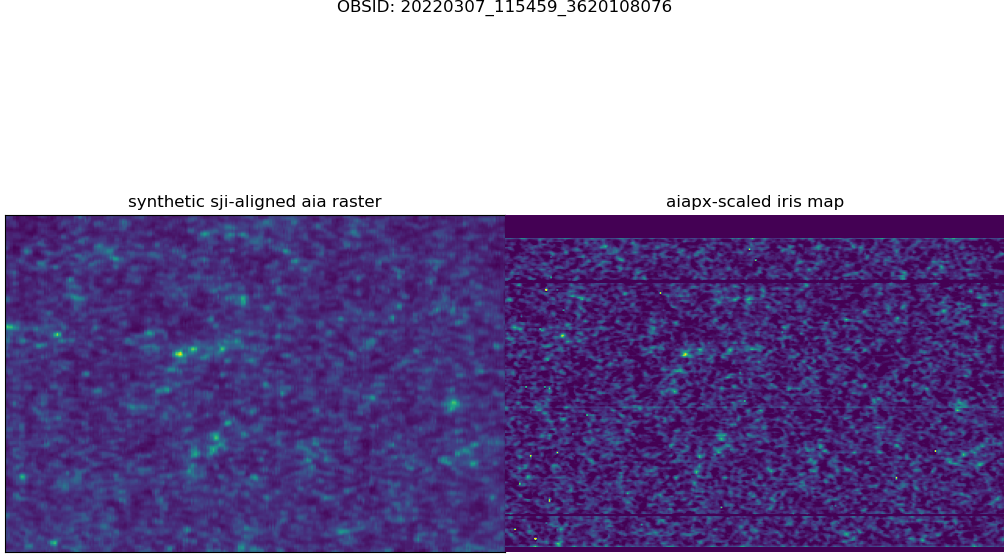 OBSID: 20220307_115459_3620108076
synthetic sji-aligned aia raster
aiapx-scaled iris map